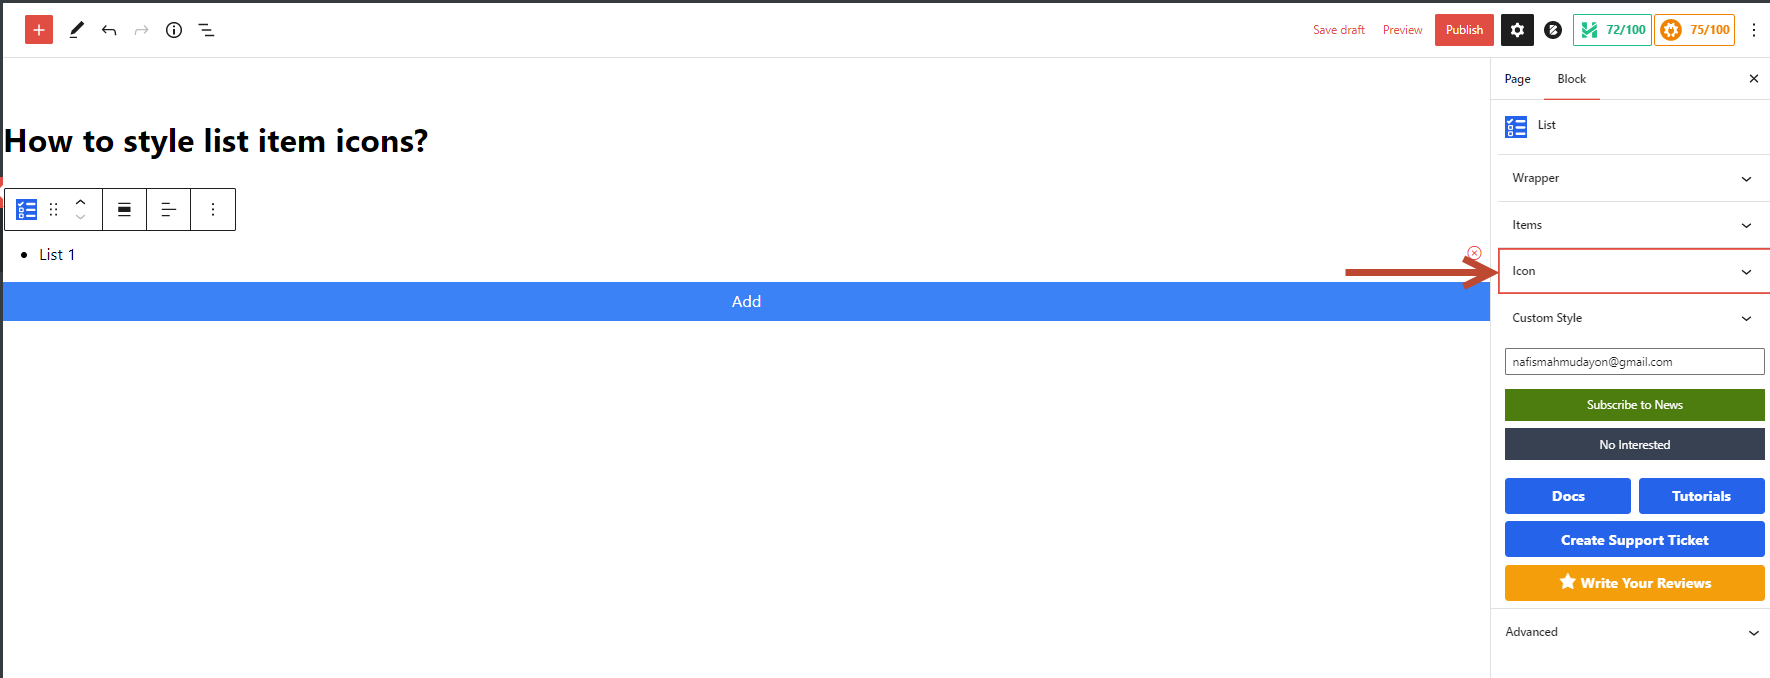 Save draft Preview Publish 72/100 75/100
Page Block
List
How to style list item icons?
Wrapper
Items
List 1
Icon
Add
Custom Style
nafismahmudayon@gmail.com
Subscribe to News
No Interested
Docs Tutorials
Create Support Ticket
Write Your Reviews
Advanced